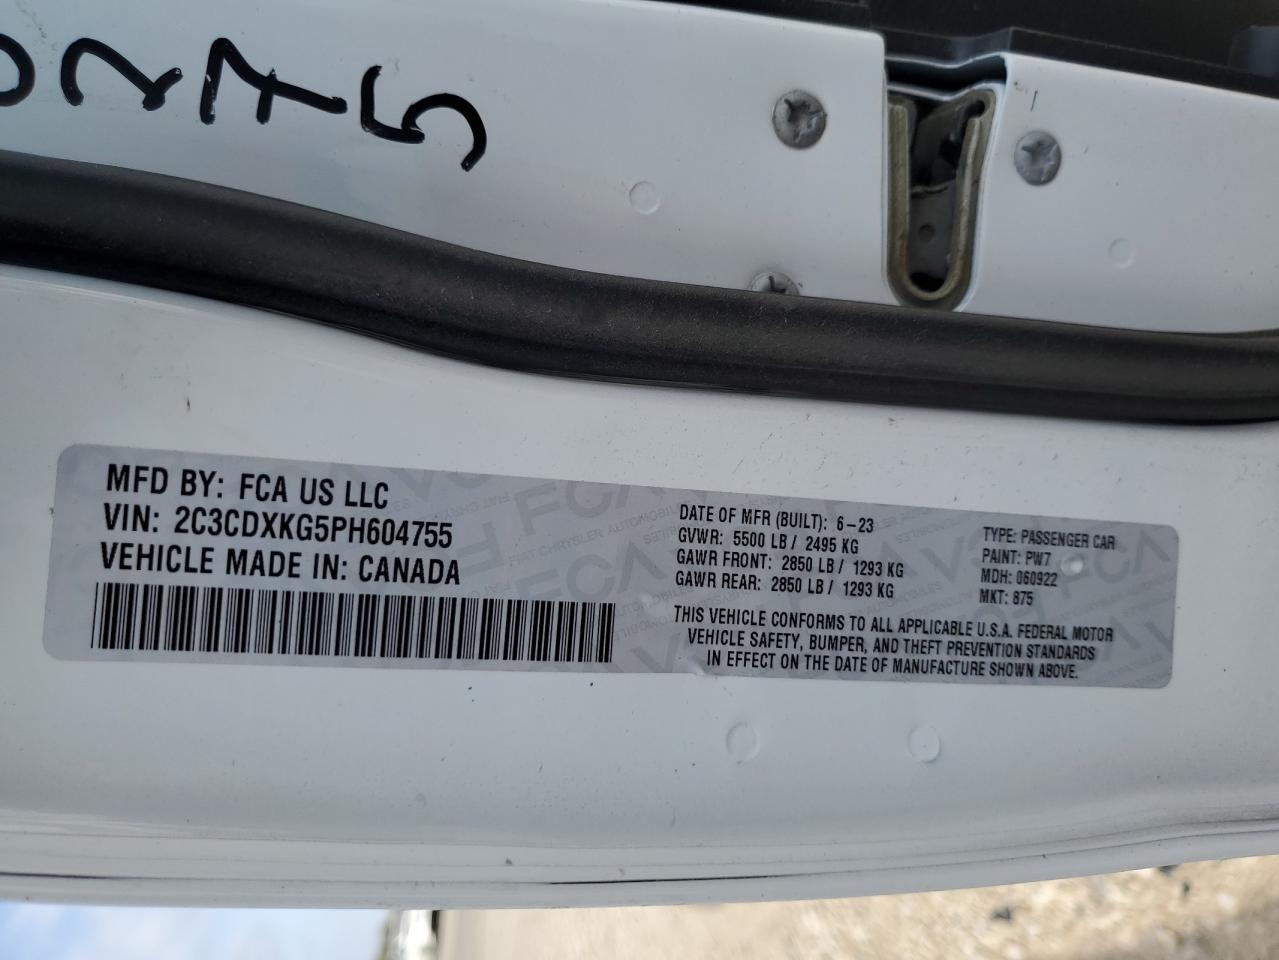 MFD BY: FCA US LLC
VIN: 2C3CDXKG5PH604755
VEHICLE MADE IN: CANADA
DATE OF MFR (BUILT): 6-23
GVWR: 5500 LB / 2495 KG
GAWR FRONT: 2850 LB / 1293 KG
GAWR REAR: 2850 LB / 1293 KG
TYPE: PASSENGER CAR
PAINT: PW7
MDH: 060922
MKT: 875
THIS VEHICLE CONFORMS TO ALL APPLICABLE U.S.A. FEDERAL MOTOR
VEHICLE SAFETY, BUMPER, AND THEFT PREVENTION STANDARDS
IN EFFECT ON THE DATE OF MANUFACTURE SHOWN ABOVE.